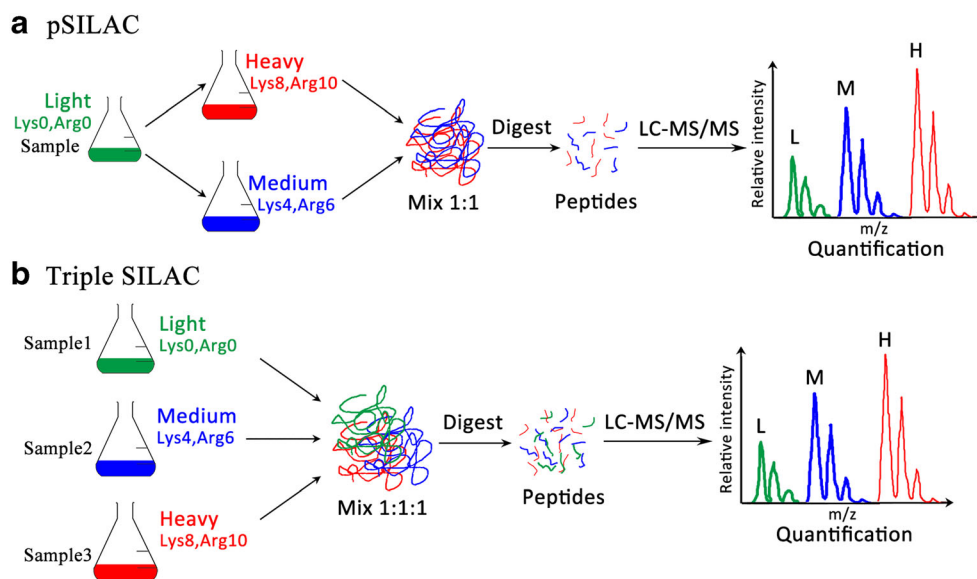 a pSILAC
Light
Lys0,Arg0
Sample
Heavy
Lys8,Arg10
Medium
Lys4,Arg6
Mix 1:1
Digest
Peptides
LC-MS/MS
Relative intensity
L
M
H
m/z
Quantification
b Triple SILAC
Sample1
Light
Lys0,Arg0
Sample2
Medium
Lys4,Arg6
Sample3
Heavy
Lys8,Arg10
Mix 1:1:1
Digest
Peptides
LC-MS/MS
Relative intensity
L
M
H
m/z
Quantification